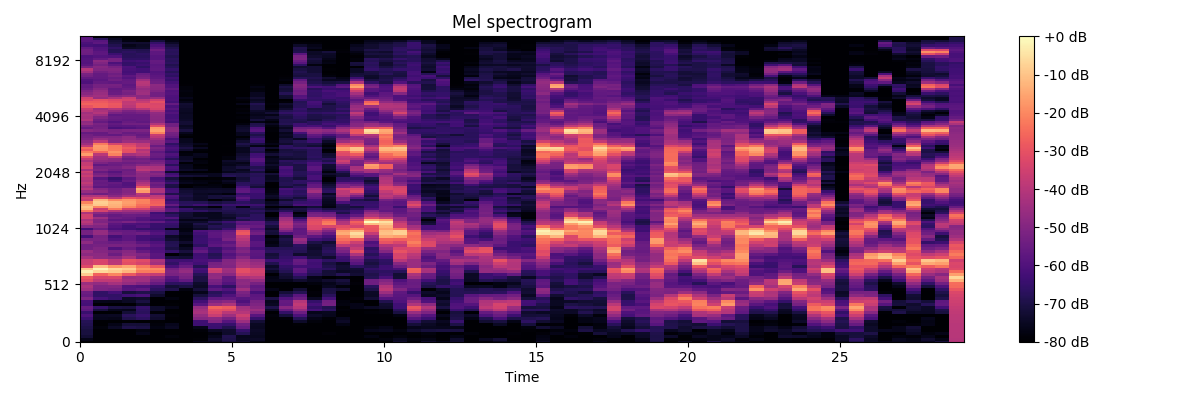 Mel spectrogram
+0 dB
8192
-10 dB
-20 dB
4096
-30 dB
Hz
2048
-40 dB
-50 dB
1024
-60 dB
512
-70 dB
0
-80 dB
0 5 10 15 20 25
Time